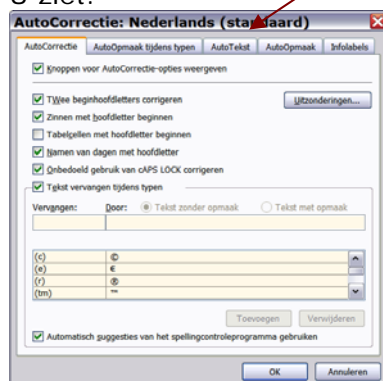 u ziet?
AutoCorrectie: Nederlands (standaard)
AutoCorrectie AutoOpmaak tijdens typen AutoTekst AutoOpmaak Infolabels
Knoppen voor AutoCorrectie-opties weergeven
TWee beginhoofdletters corrigeren Uitzonderingen...
Zinnen met hoofdletter beginnen
Tabelcellen met hoofdletter beginnen
Namen van dagen met hoofdletter
Onbedoeld gebruik van cAPS LOCK corrigeren
Tekst vervangen tijdens typen
Vervangen: Door: Tekst zonder opmaak Tekst met opmaak
(c) ©
(e) €
(r) ®
(tm) ™
Toevoegen Verwijderen
Automatisch suggesties van het spellingcontroleprogramma gebruiken
OK Annuleren